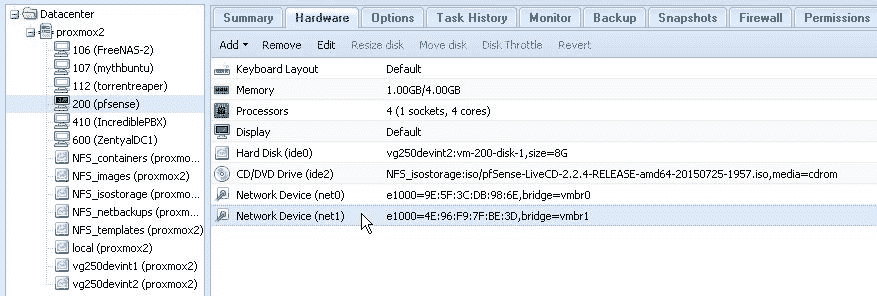 Datacenter
proxmox2
106 (FreeNAS-2)
107 (mythbuntu)
112 (torrentreaper)
200 (pfsense)
410 (IncrediblePBX)
600 (ZentyalDC1)
NFS_containers (proxmo...
NFS_images (proxmox2)
NFS_isostorage (proxmo...
NFS_netbackups (proxmo...
NFS_templates (proxmox2)
local (proxmox2)
vg250devint1 (proxmox2)
vg250devint2 (proxmox2)
Summary Hardware Options Task History Monitor Backup Snapshots Firewall Permissions
Add Remove Edit Resize disk Move disk Disk Throttle Revert
Keyboard Layout Default
Memory 1.00GB/4.00GB
Processors 4 (1 sockets, 4 cores)
Display Default
Hard Disk (ide0) vg250devint2:vm-200-disk-1,size=8G
CD/DVD Drive (ide2) NFS_isostorage:iso/pfSense-LiveCD-2.2.4-RELEASE-amd64-20150725-1957.iso,media=cdrom
Network Device (net0) e1000=9E:5F:3C:DB:98:6E,bridge=vmbr0
Network Device (net1) e1000=4E:96:F9:7F:BE:3D,bridge=vmbr1